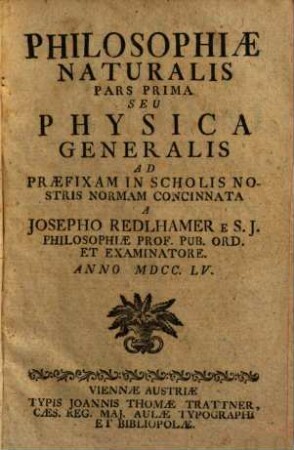 PHILOSOPHIÆ
NATURALIS
PARS PRIMA
SEU
PHYSICA
GENERALIS
AD
PRÆFIXAM IN SCHOLIS NO-
STRIS NORMAM CONCINNATA
A
JOSEPHO REDLHAMER E S. J.
PHILOSOPHIÆ PROF. PUB. ORD.
ET EXAMINATORE.
ANNO MDCC. LV.
VIENNÆ AUSTRIÆ
TYPIS JOANNIS THOMÆ TRATTNER,
CÆS. REG. MAJ. AULÆ TYPOGRAPHI
ET BIBLIOPOLÆ.